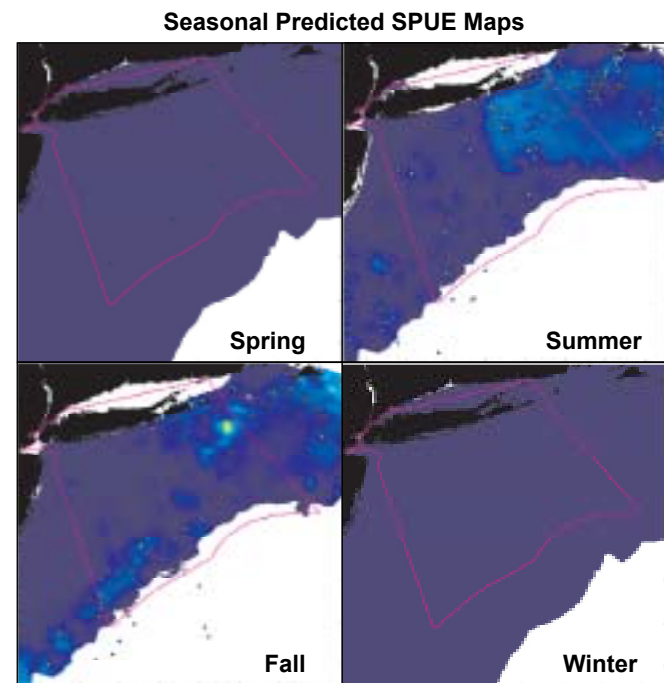 Seasonal Predicted SPUE Maps
Spring
Summer
Fall
Winter